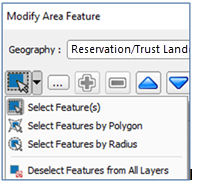 Modify Area Feature
Geography : Reservation/Trust Land
...
Select Feature(s)
Select Features by Polygon
Select Features by Radius
Deselect Features from All Layers